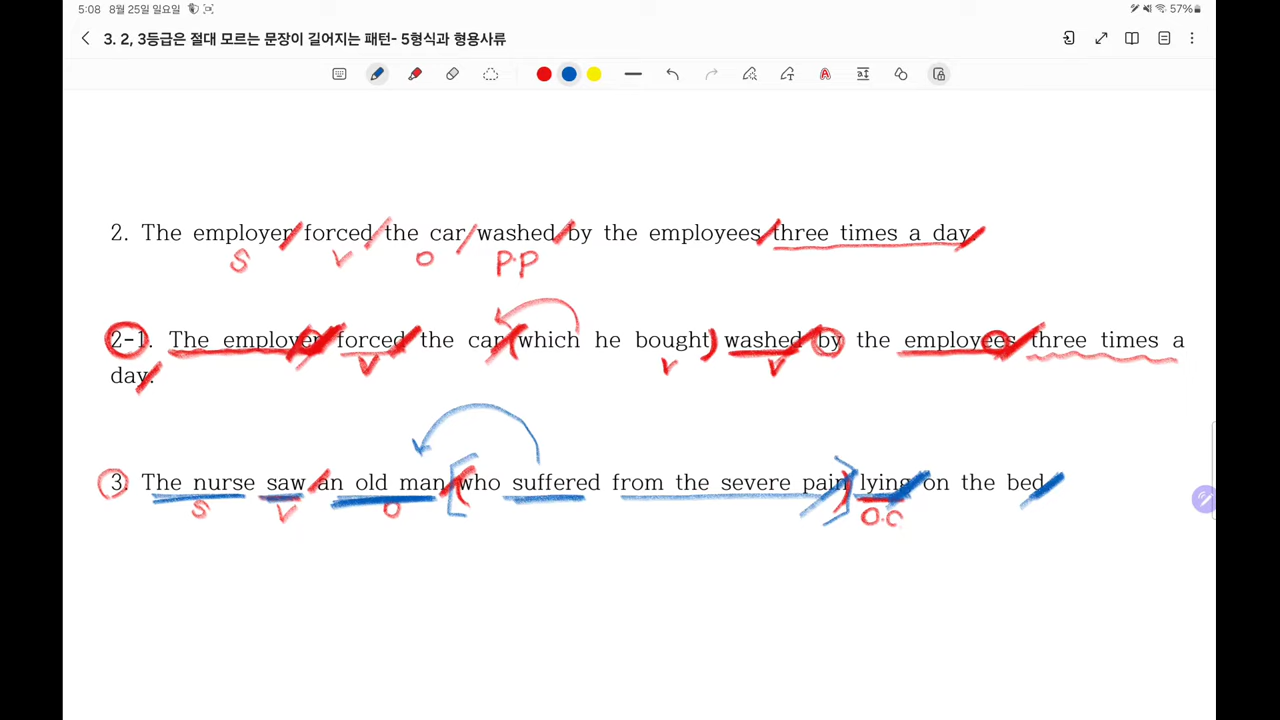 5:08 8월 25일 일요일 57%
3. 2, 3등급은 절대 모르는 문장이 길어지는 패턴- 5형식과 형용사류
2. The employer forced the car washed by the employees three times a day.
S V O P.P
2-1. The employer forced the car which he bought washed by the employees three times a
day.
V V V
3. The nurse saw an old man who suffered from the severe pain lying on the bed.
S V O O.C